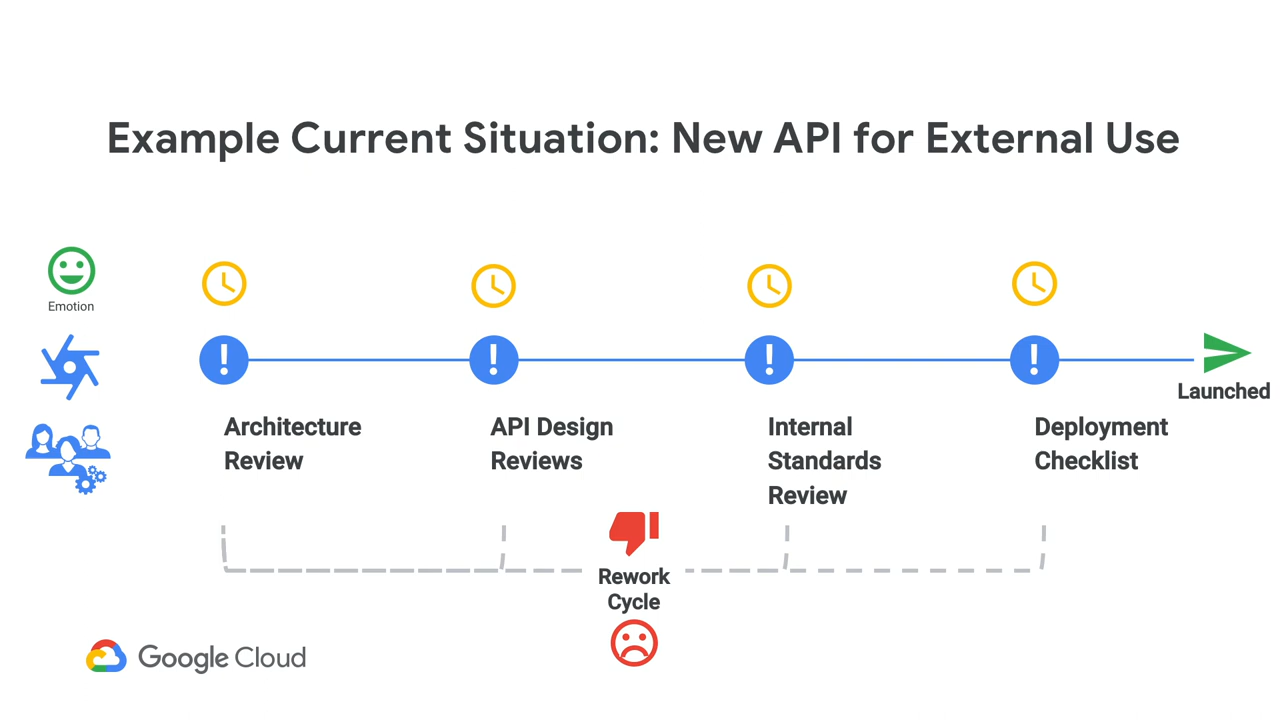 Example Current Situation: New API for External Use
Emotion
Launched
Architecture
Review
API Design
Reviews
Internal
Standards
Review
Deployment
Checklist
Rework
Cycle
Google Cloud